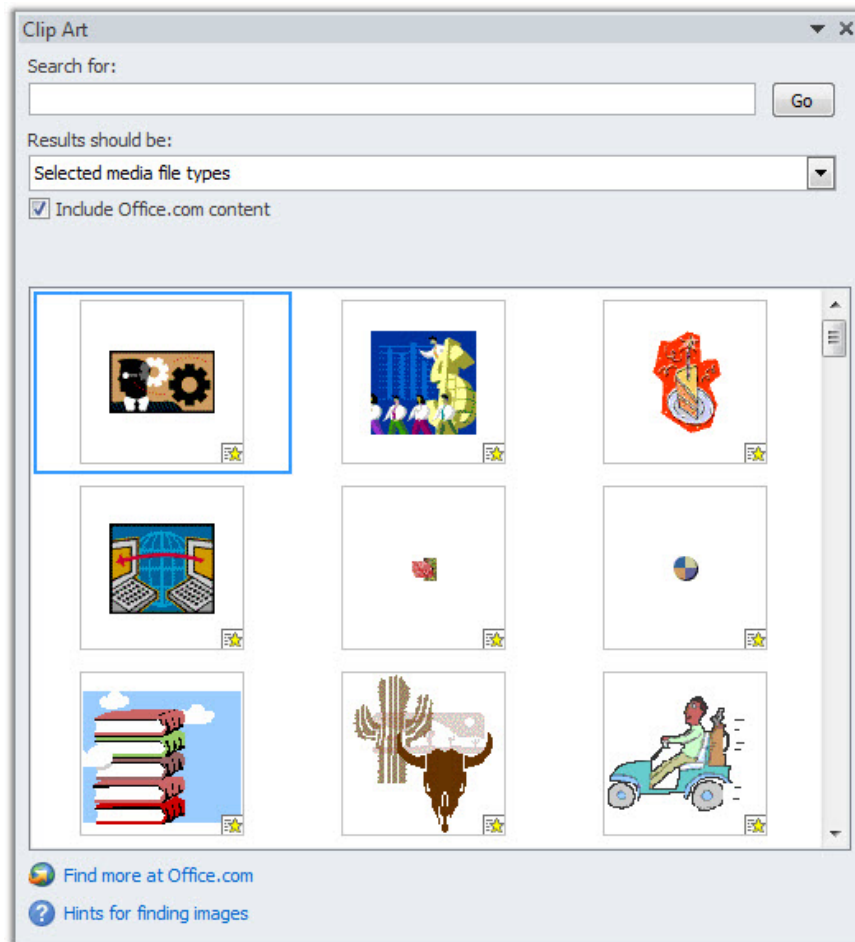 Clip Art
Search for:
Go
Results should be:
Selected media file types
Include Office.com content
Find more at Office.com
Hints for finding images